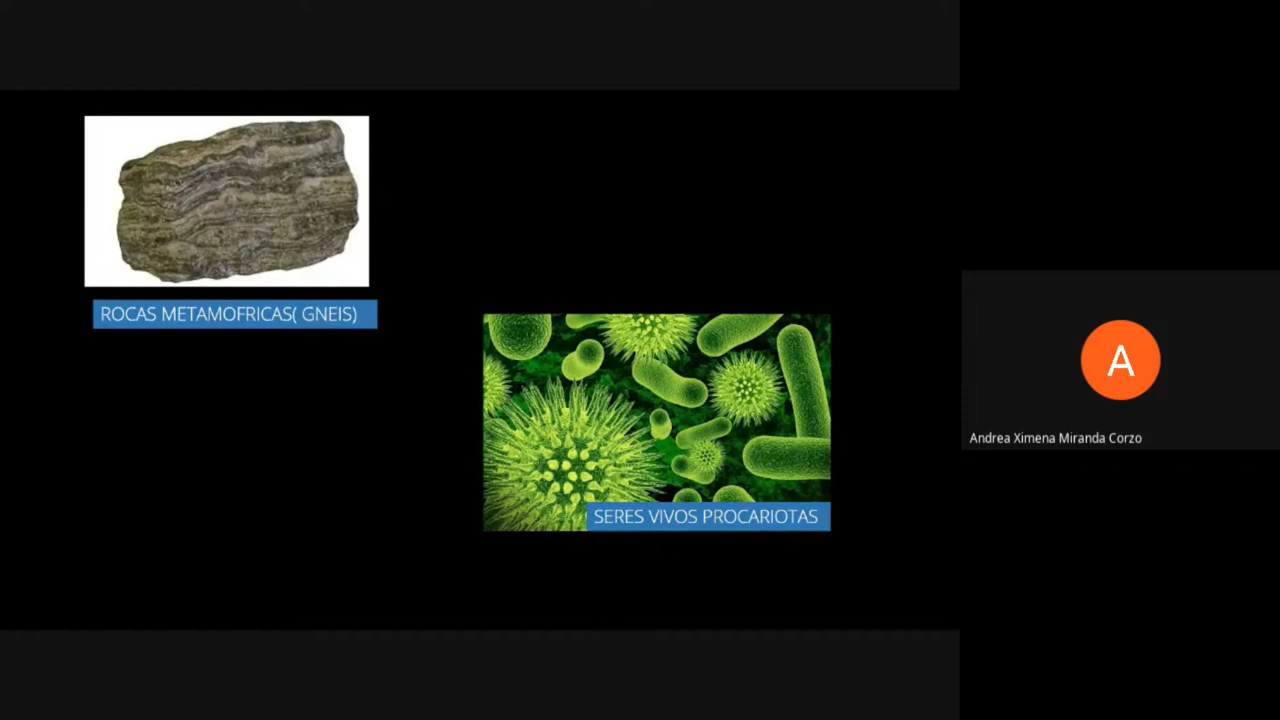 ROCAS METAMOFRICAS( GNEIS)
SERES VIVOS PROCARIOTAS
A
Andrea Ximena Miranda Corzo